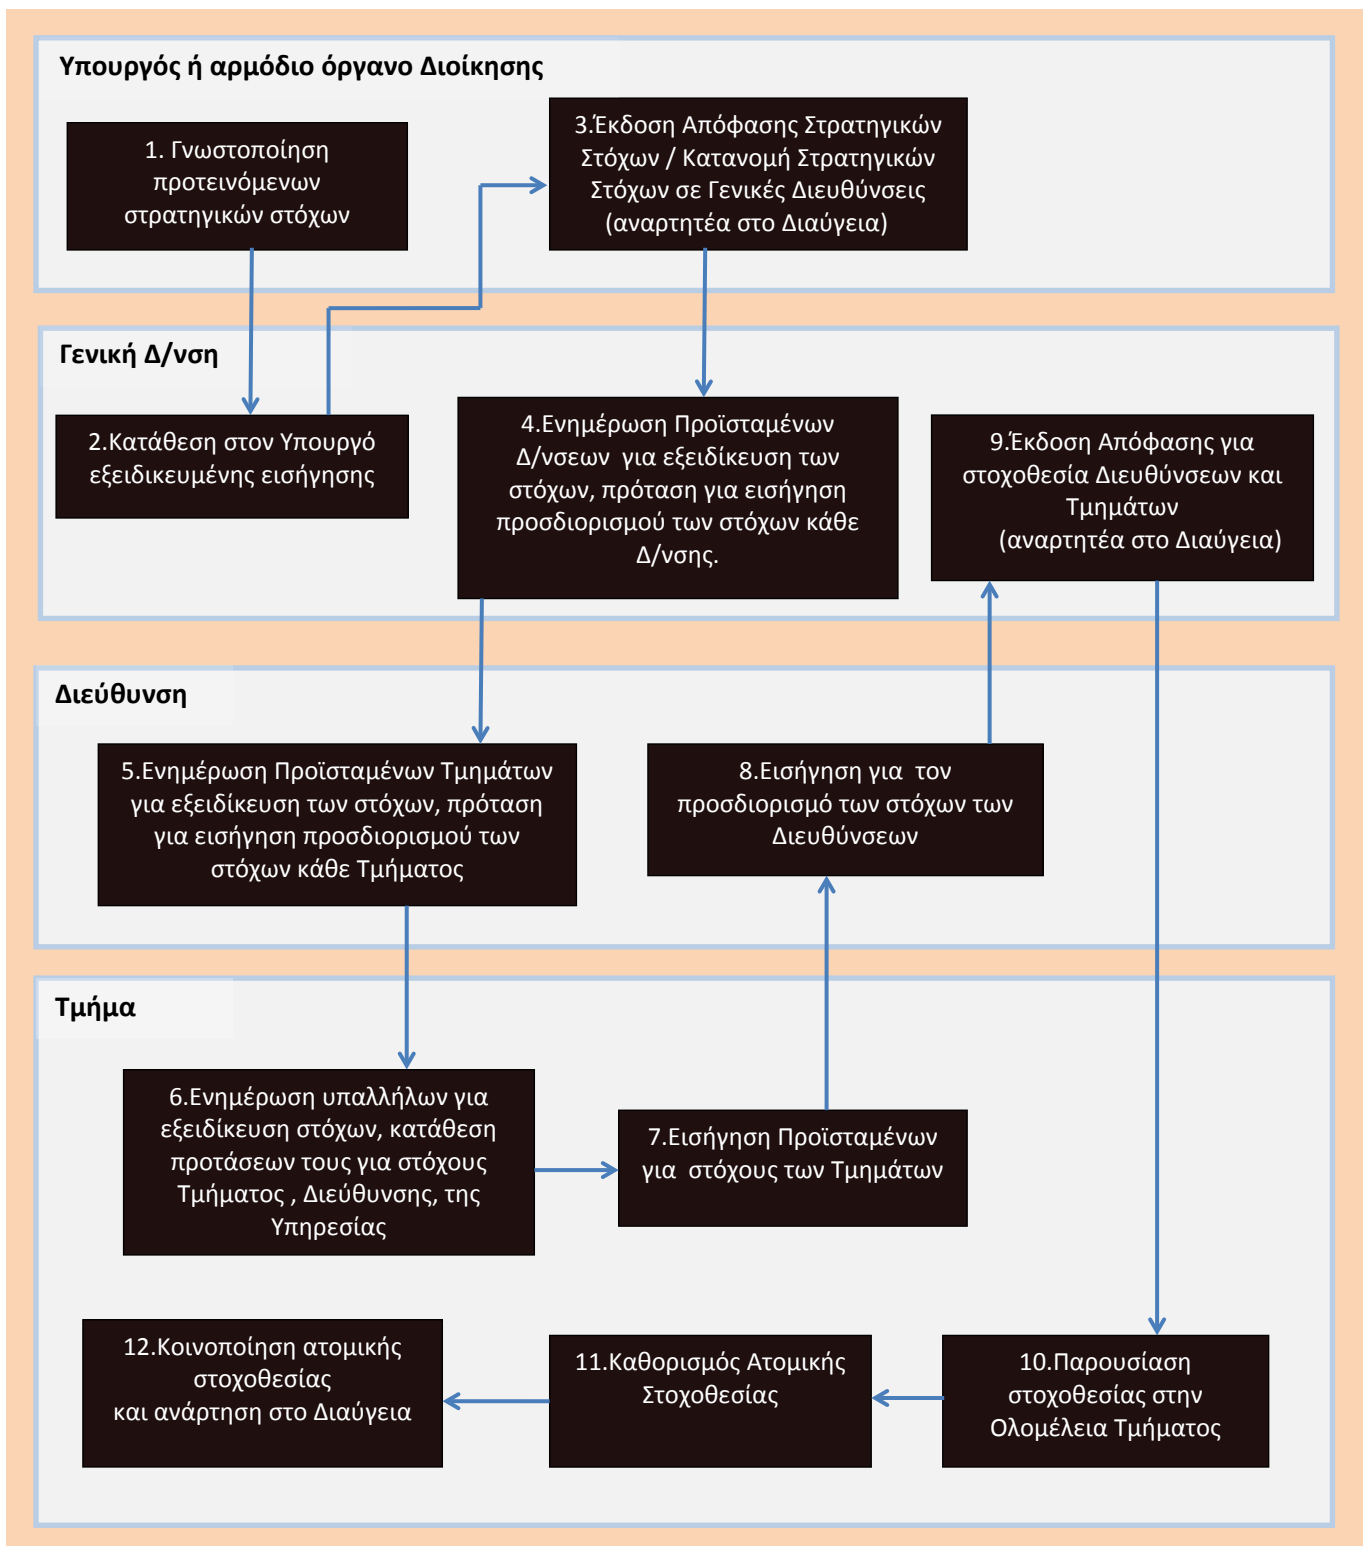 Υπουργός ή αρμόδιο όργανο Διοίκησης
1. Γνωστοποίηση
προτεινόμενων
στρατηγικών στόχων
3.Έκδοση Απόφασης Στρατηγικών
Στόχων / Κατανομή Στρατηγικών
Στόχων σε Γενικές Διευθύνσεις
(αναρτητέα στο Διαύγεια)
Γενική Δ/νση
2.Κατάθεση στον Υπουργό
εξειδικευμένης εισήγησης
4.Ενημέρωση Προϊσταμένων
Δ/νσεων για εξειδίκευση των
στόχων, πρόταση για εισήγηση
προσδιορισμού των στόχων κάθε
Δ/νσης.
9.Έκδοση Απόφασης για
στοχοθεσία Διευθύνσεων και
Τμημάτων
(αναρτητέα στο Διαύγεια)
Διεύθυνση
5.Ενημέρωση Προϊσταμένων Τμημάτων
για εξειδίκευση των στόχων, πρόταση
για εισήγηση προσδιορισμού των
στόχων κάθε Τμήματος
8.Εισήγηση για τον
προσδιορισμό των στόχων των
Διευθύνσεων
Τμήμα
6.Ενημέρωση υπαλλήλων για
εξειδίκευση στόχων, κατάθεση
προτάσεων τους για στόχους
Τμήματος , Διεύθυνσης, της
Υπηρεσίας
7.Εισήγηση Προϊσταμένων
για στόχους των Τμημάτων
12.Κοινοποίηση ατομικής
στοχοθεσίας
και ανάρτηση στο Διαύγεια
11.Καθορισμός Ατομικής
Στοχοθεσίας
10.Παρουσίαση
στοχοθεσίας στην
Ολομέλεια Τμήματος